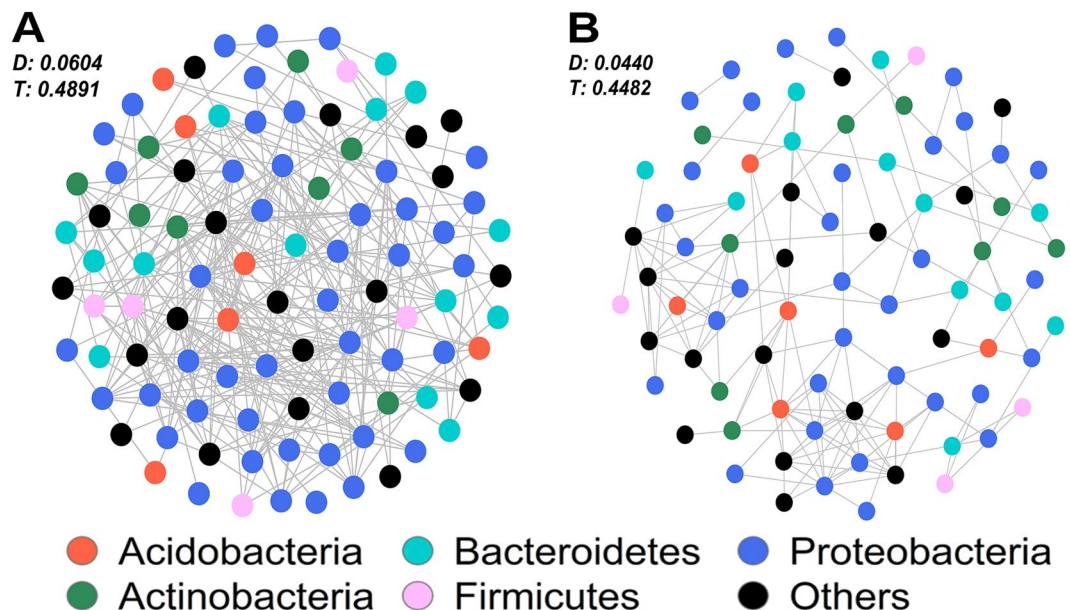 A
D: 0.0604
T: 0.4891
B
D: 0.0440
T: 0.4482
Acidobacteria
Bacteroidetes
Proteobacteria
Actinobacteria
Firmicutes
Others